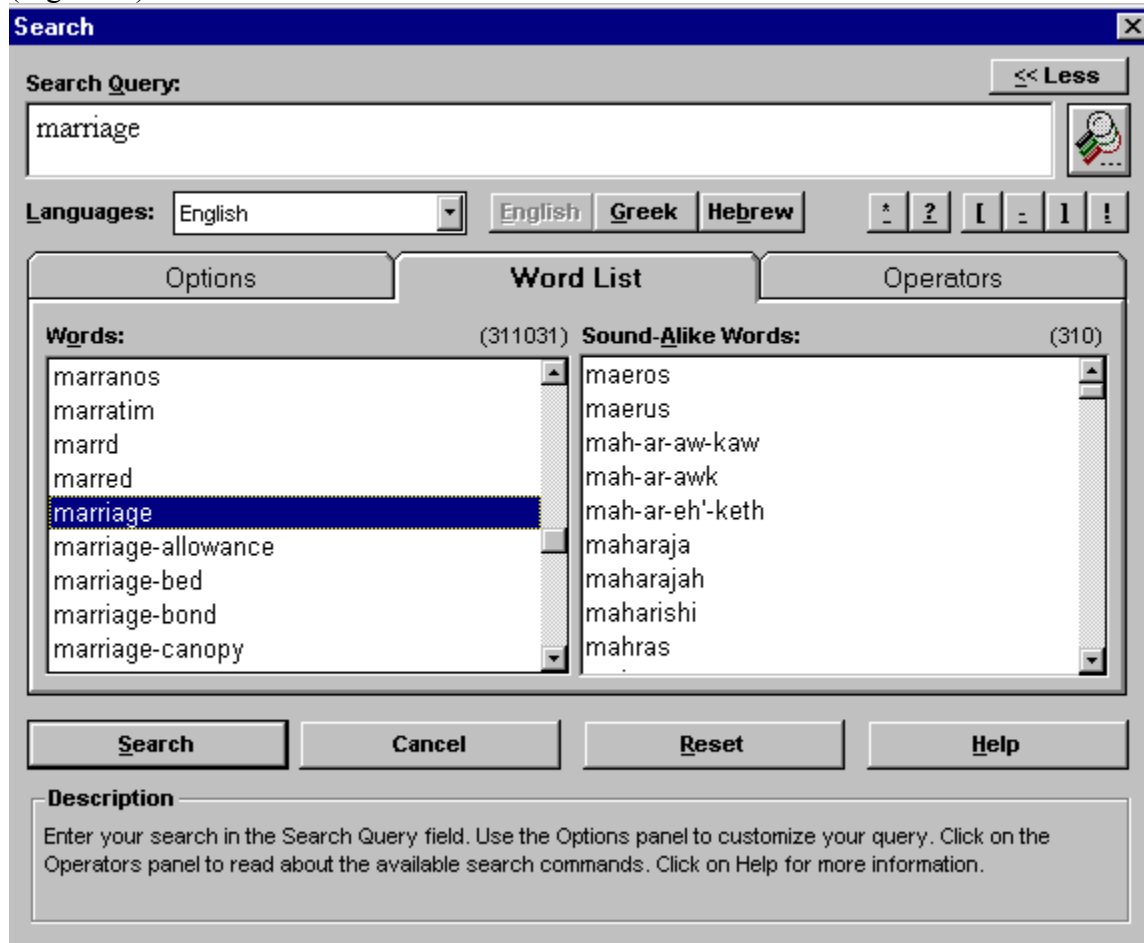 Search
<< Less
Search Query:
marriage
Languages: English English Greek Hebrew * ? [ - ] !
Options Word List Operators
Words: (311031) Sound-Alike Words: (310)
marranos maeros
marratim maerus
marrd mah-ar-aw-kaw
marred mah-ar-awk
marriage mah-ar-eh'-keth
marriage-allowance maharaja
marriage-bed maharajah
marriage-bond maharishi
marriage-canopy mahras
Search Cancel Reset Help
Description
Enter your search in the Search Query field. Use the Options panel to customize your query. Click on the
Operators panel to read about the available search commands. Click on Help for more information.